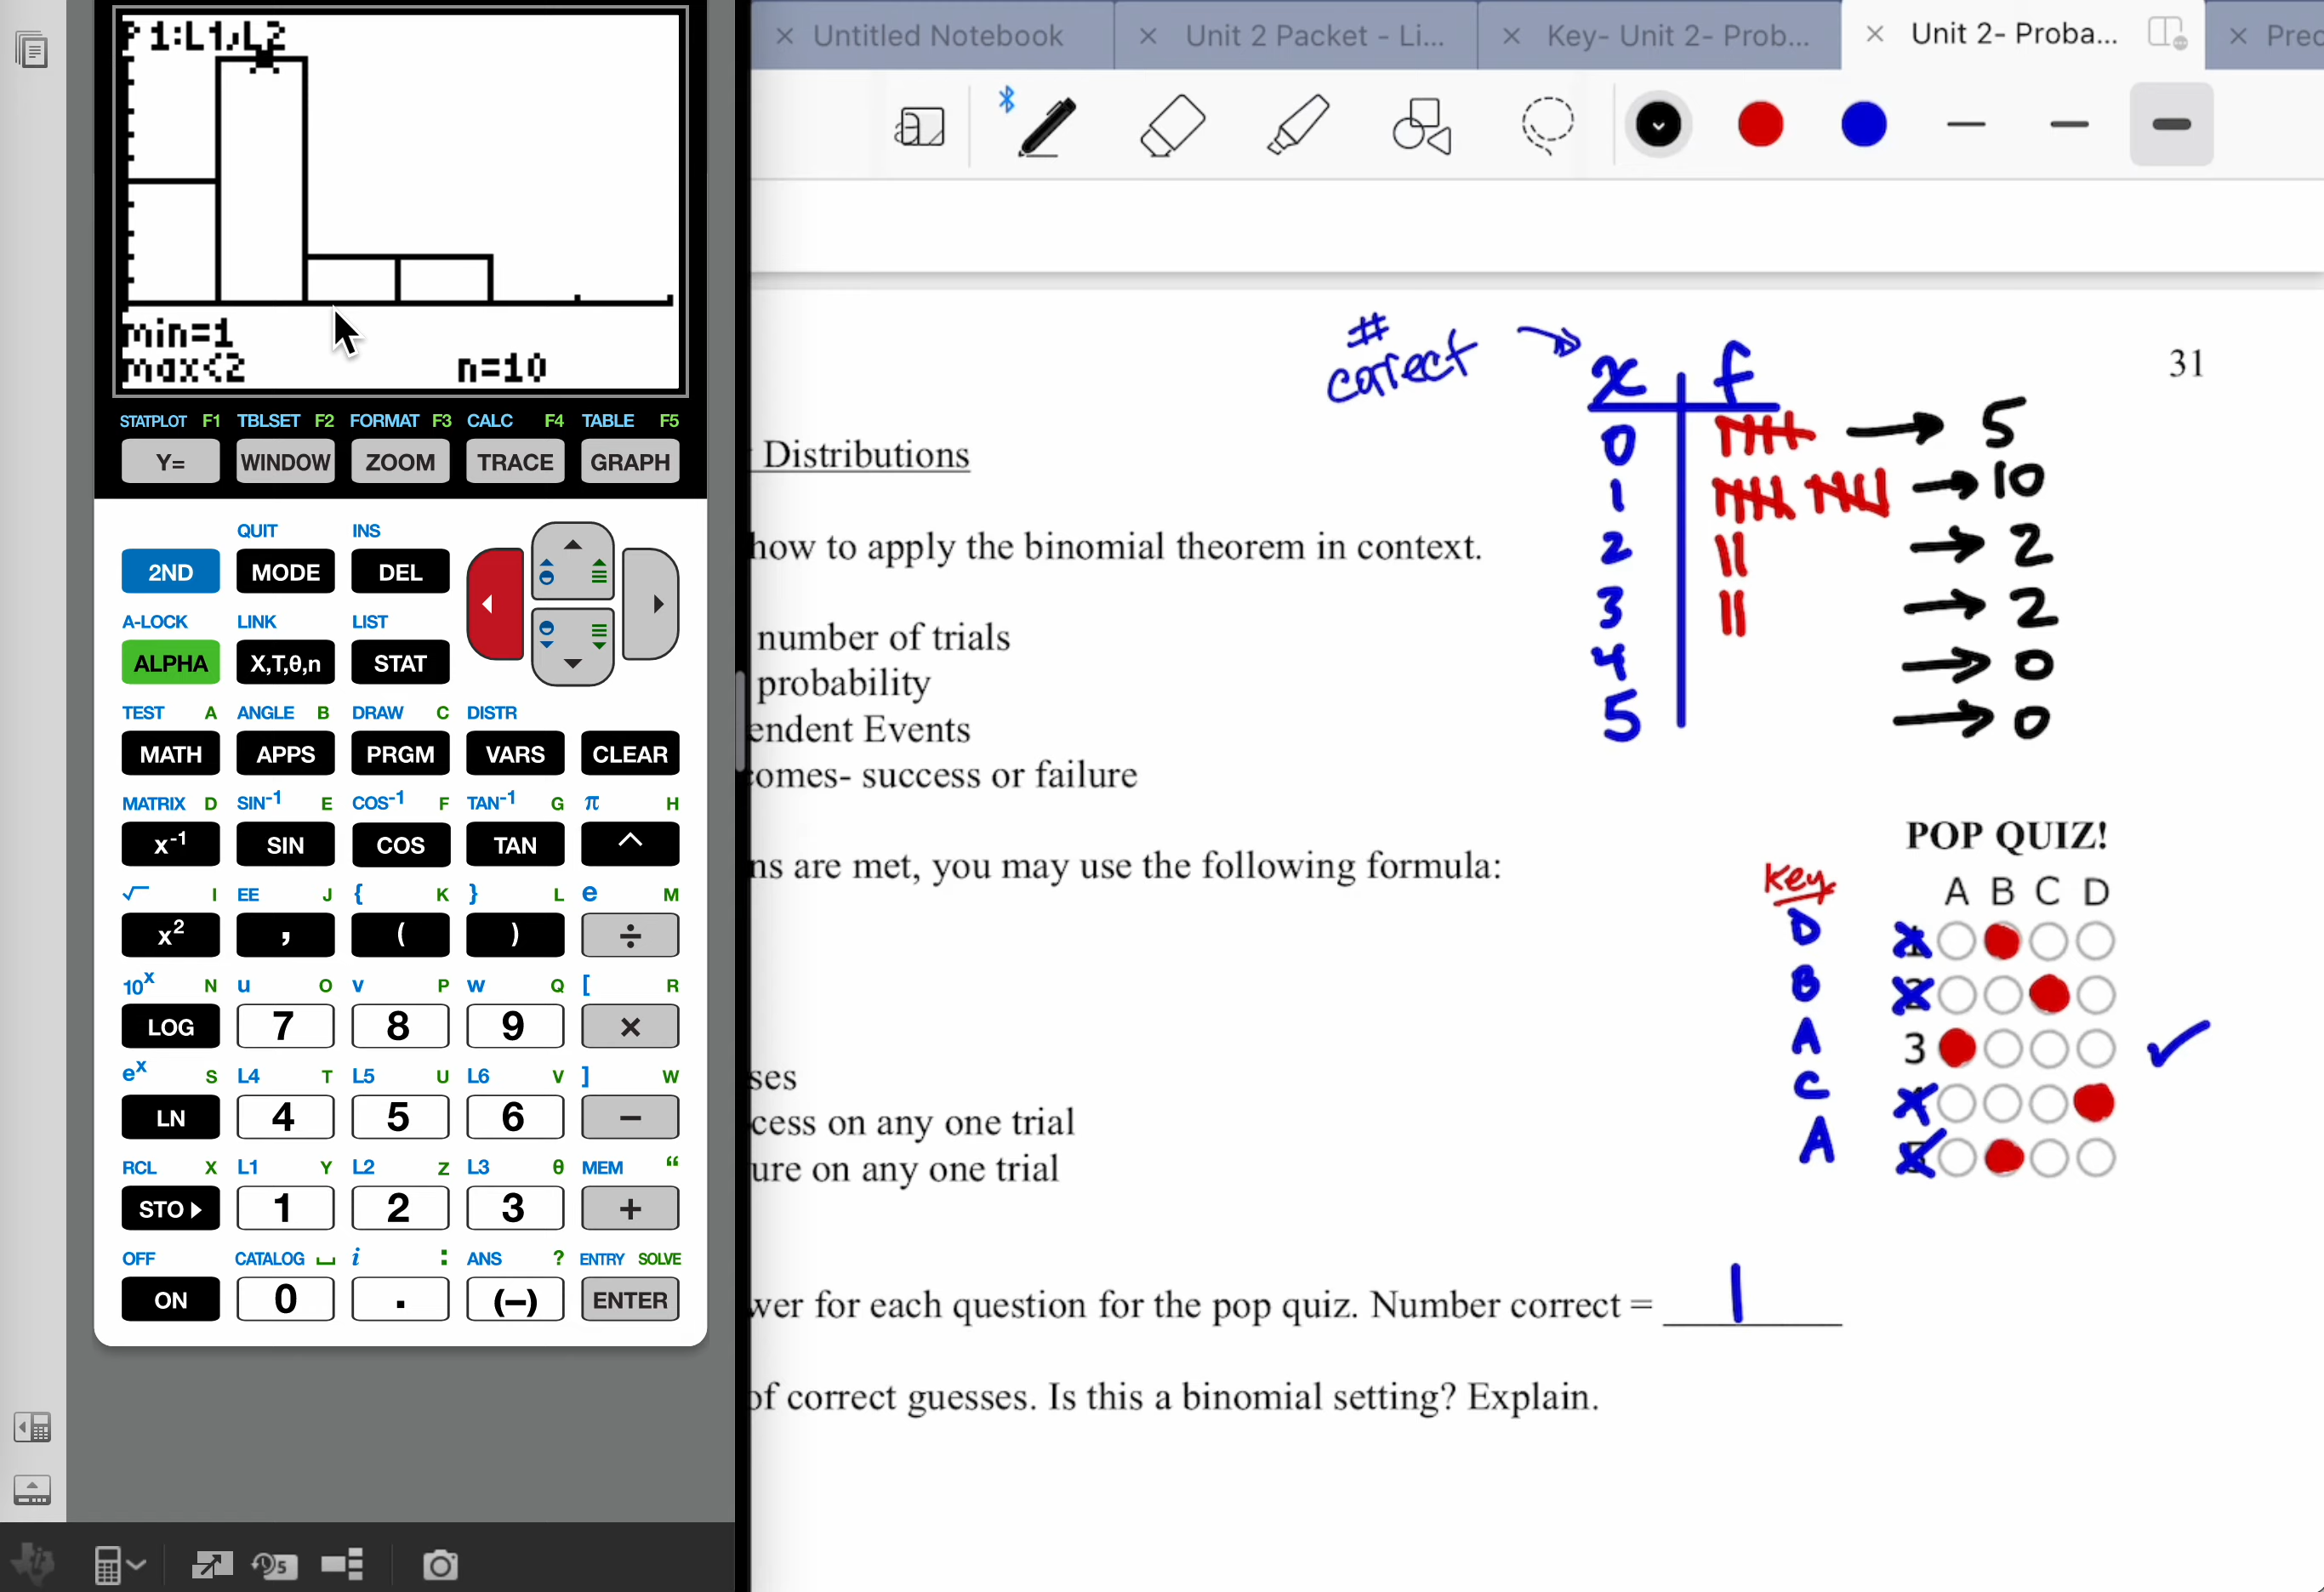 P1:L1,L2
min=1
max<2 n=10
STATPLOT F1 TBLSET F2 FORMAT F3 CALC F4 TABLE F5
Y= WINDOW ZOOM TRACE GRAPH
QUIT INS
2ND MODE DEL
A-LOCK LINK LIST
ALPHA X,T,θ,n STAT
TEST A ANGLE B DRAW C DISTR
MATH APPS PRGM VARS CLEAR
MATRIX D SIN⁻¹ E COS⁻¹ F TAN⁻¹ G π H
x⁻¹ SIN COS TAN ^
√ I EE J { K } L e M
x² , ( ) ÷
10ˣ N u O v P w Q [ R
LOG 7 8 9 ×
eˣ S L4 T L5 U L6 V ] W
LN 4 5 6 −
RCL X L1 Y L2 Z L3 θ MEM “
STO▸ 1 2 3 +
OFF CATALOG ⎵ i : ANS ? ENTRY SOLVE
ON 0 . (−) ENTER
5
× Untitled Notebook × Unit 2 Packet - Li... × Key- Unit 2- Prob... × Unit 2- Proba... × Prec
a
31
# correct → x f
0 → 5
1 → 10
2 → 2
3 → 2
4 → 0
5 → 0
Distributions
how to apply the binomial theorem in context.
number of trials
probability
endent Events
comes- success or failure
ns are met, you may use the following formula:
ses
cess on any one trial
ure on any one trial
POP QUIZ!
Key A B C D
D
B
A 3 ✓
C
A
wer for each question for the pop quiz. Number correct = 1
of correct guesses. Is this a binomial setting? Explain.